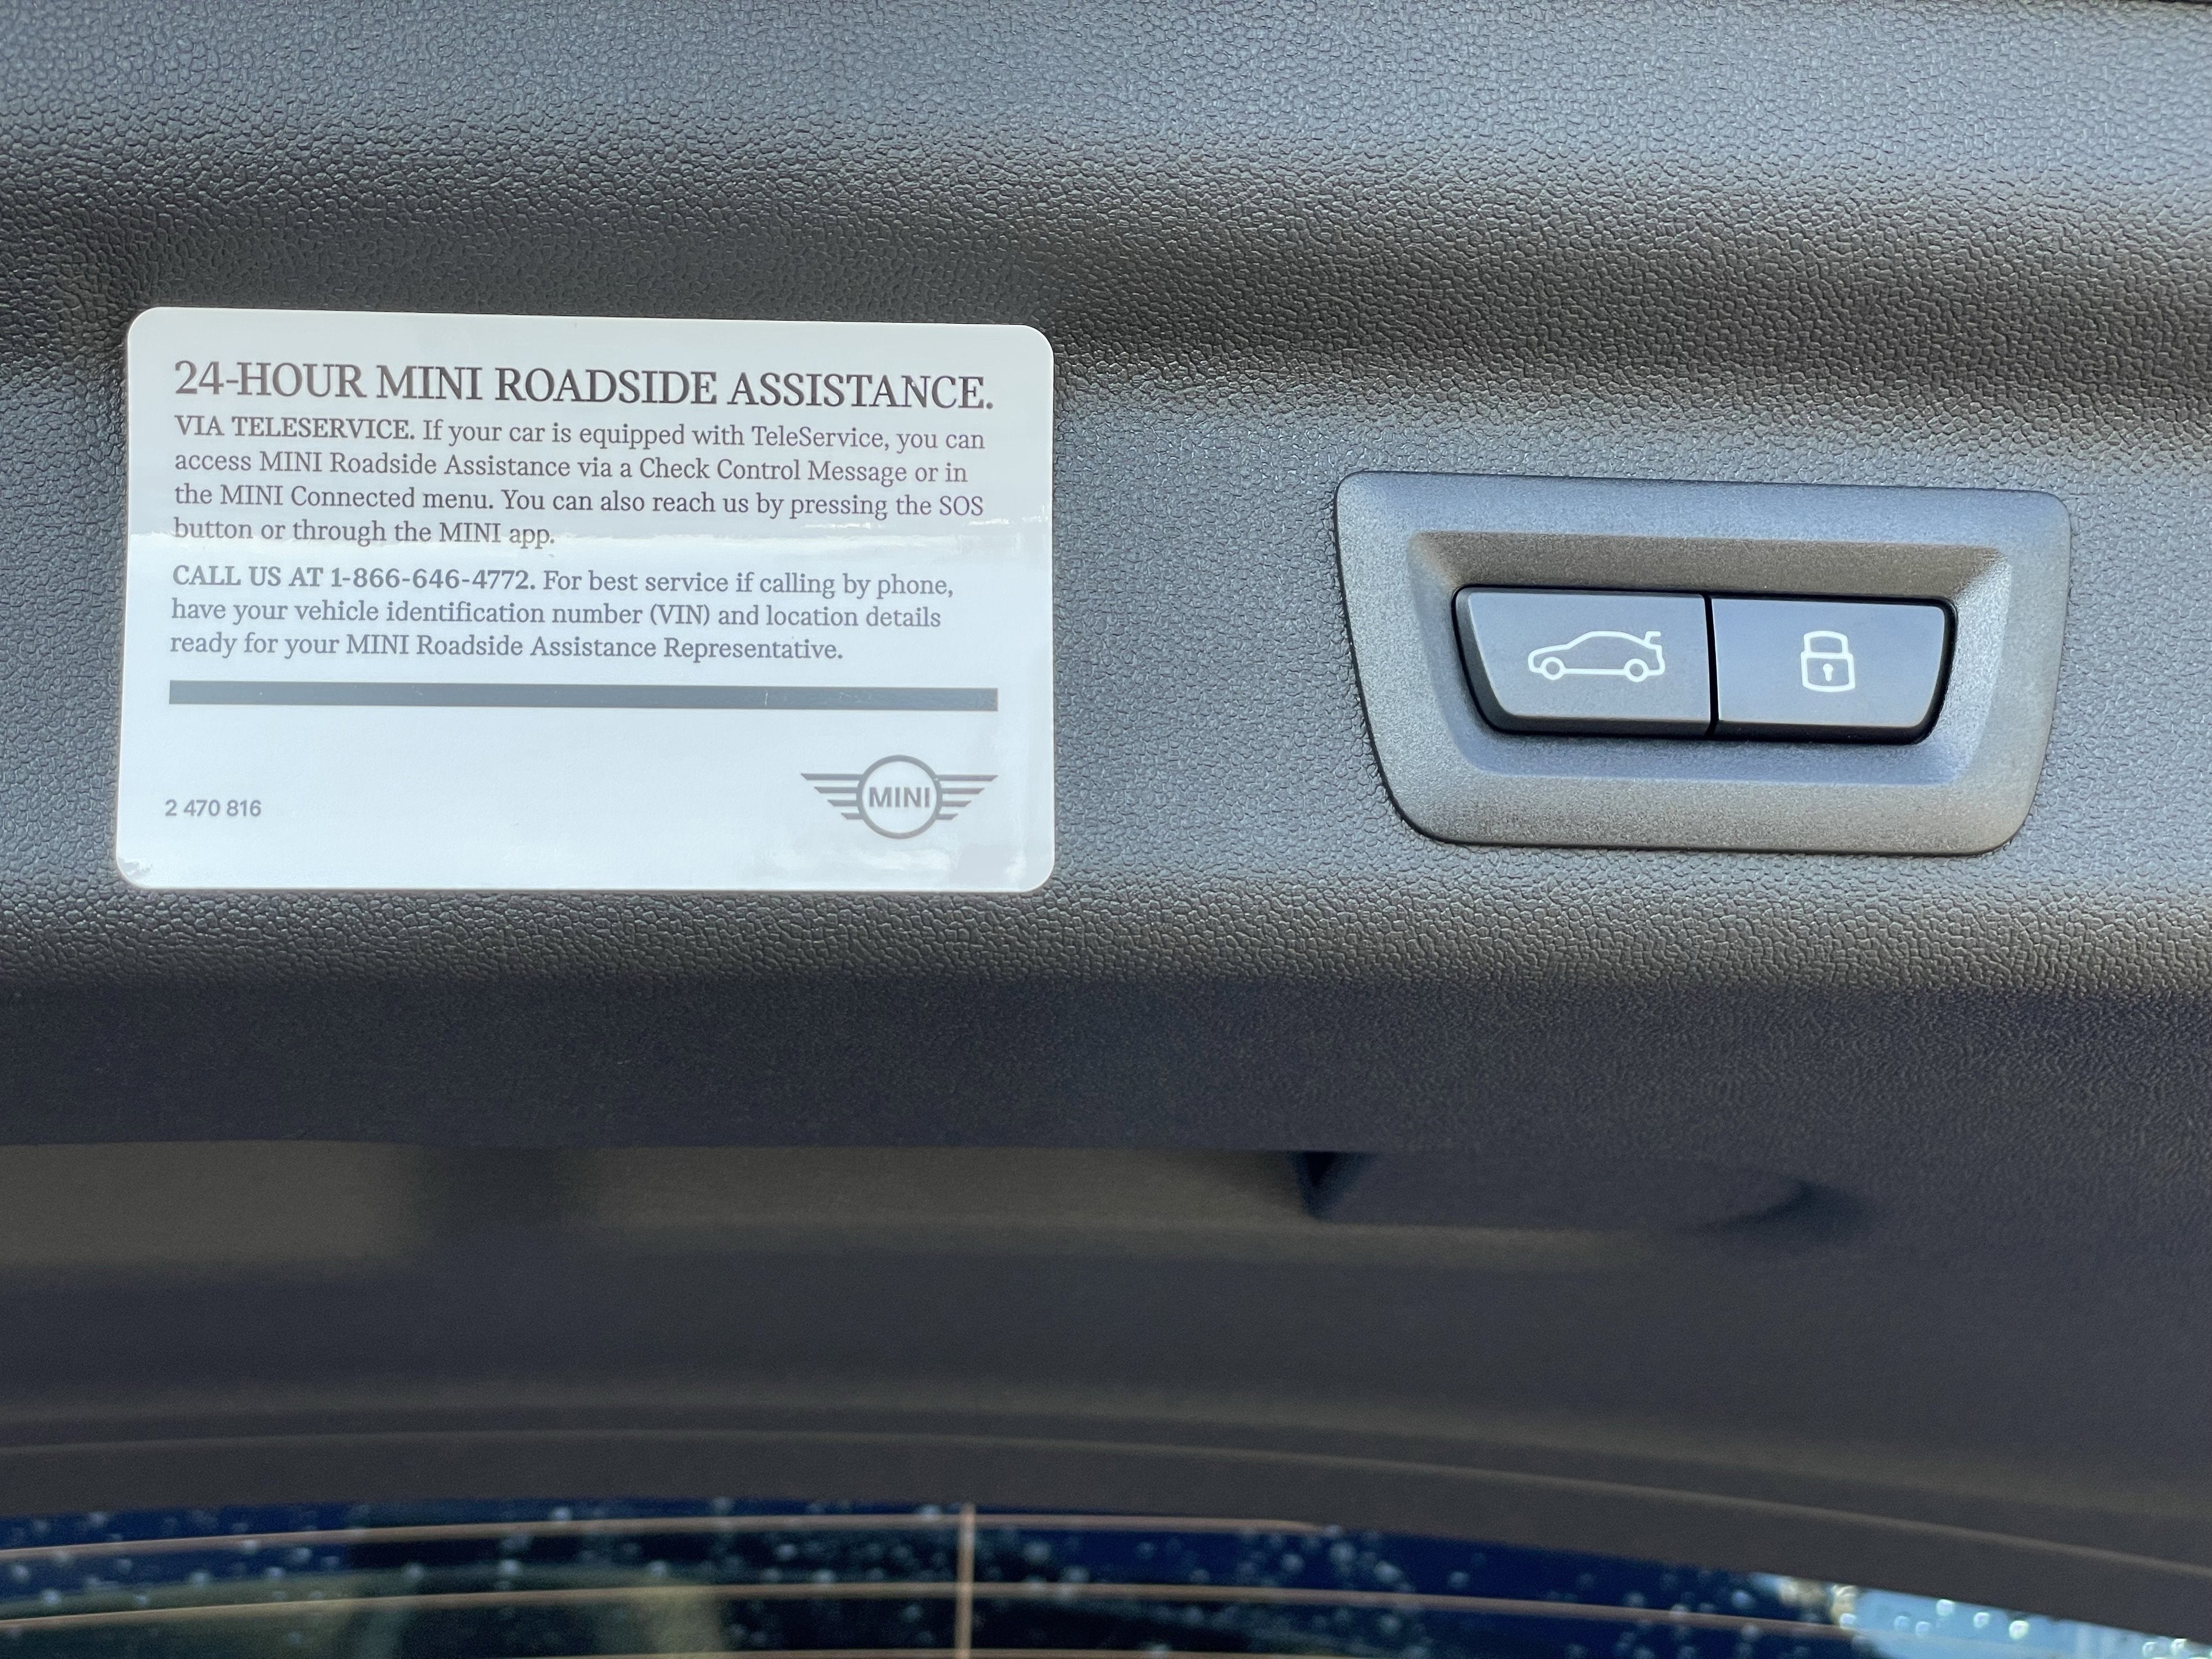 24-HOUR MINI ROADSIDE ASSISTANCE.
VIA TELESERVICE. If your car is equipped with TeleService, you can
access MINI Roadside Assistance via a Check Control Message or in
the MINI Connected menu. You can also reach us by pressing the SOS
button or through the MINI app.
CALL US AT 1-866-646-4772. For best service if calling by phone,
have your vehicle identification number (VIN) and location details
ready for your MINI Roadside Assistance Representative.
2 470 816
MINI